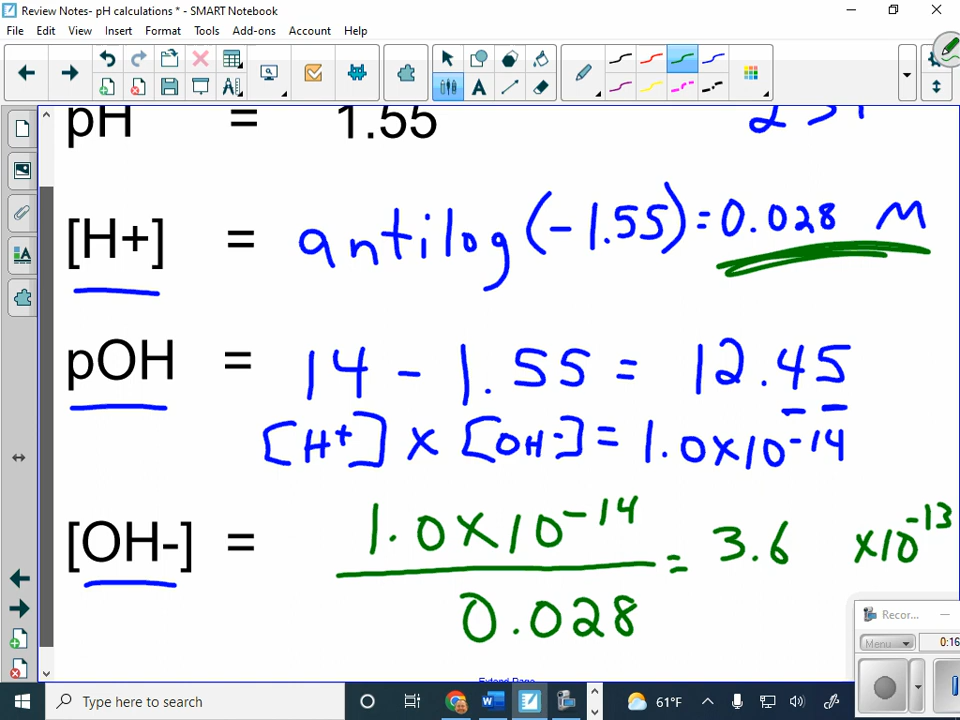 Review Notes- pH calculations * - SMART Notebook
File Edit View Insert Format Tools Add-ons Account Help
pH = 1.55
[H+] = antilog(-1.55)=0.028 M
pOH = 14 - 1.55 = 12.45
[H+] x [OH-] = 1.0x10-14
[OH-] = 1.0x10-14 / 0.028 = 3.6 x10-13
Recor...
Menu 0:16
Extend Page
Type here to search
61°F